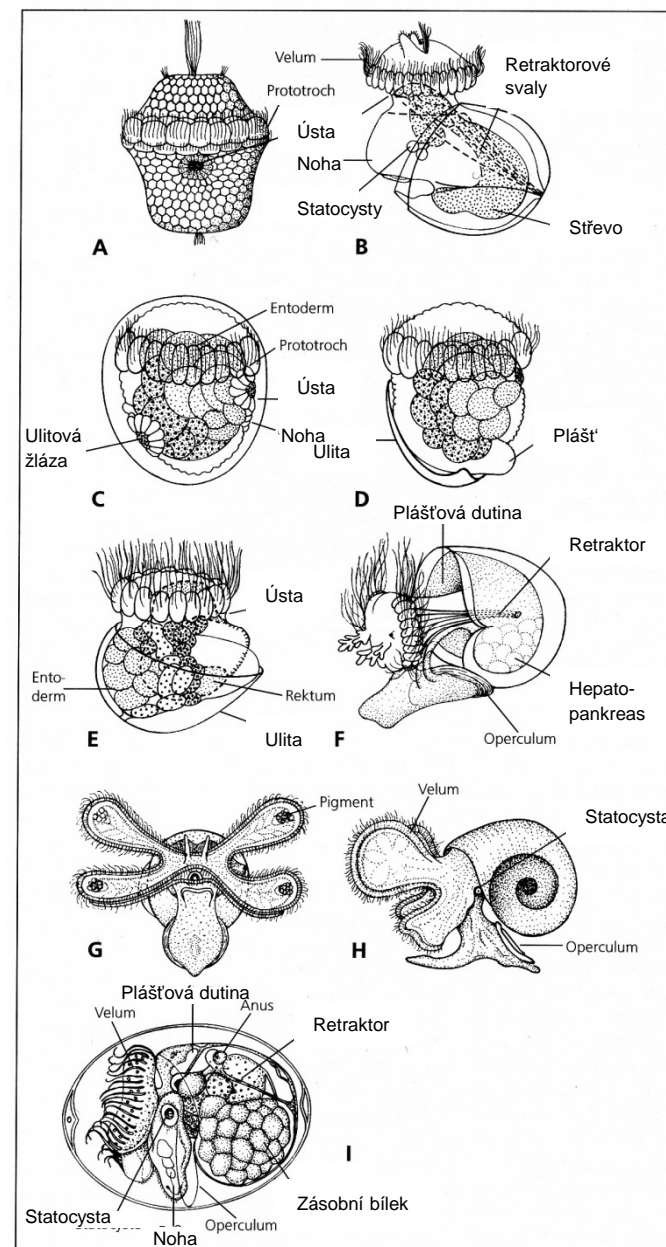 Velum
Prototroch
Ústa
Noha
Statocysty
Retraktorové
svaly
Střevo
A
B
Entoderm
Prototroch
Ústa
Noha
Ulitová
žláza
C
Ulita
Plášť
D
Plášťová dutina
Retraktor
Ústa
Ento-
derm
Rektum
Ulita
E
Hepato-
pankreas
Operculum
F
Pigment
G
Velum
Statocysta
Operculum
H
Plášťová dutina
Velum
Anus
Retraktor
I
Zásobní bílek
Statocysta
Operculum
Noha